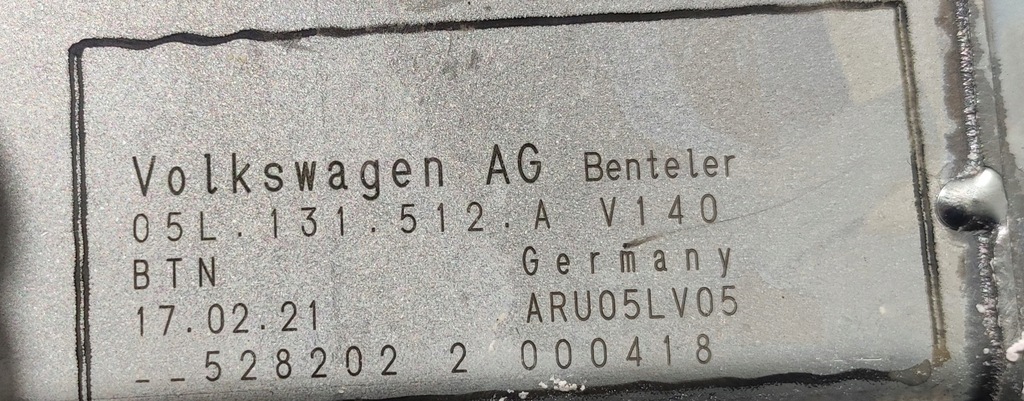 Volkswagen AG Benteler
05L.131.512.A V140
BTN Germany
17.02.21 ARU05LV05
__528202 2 000418